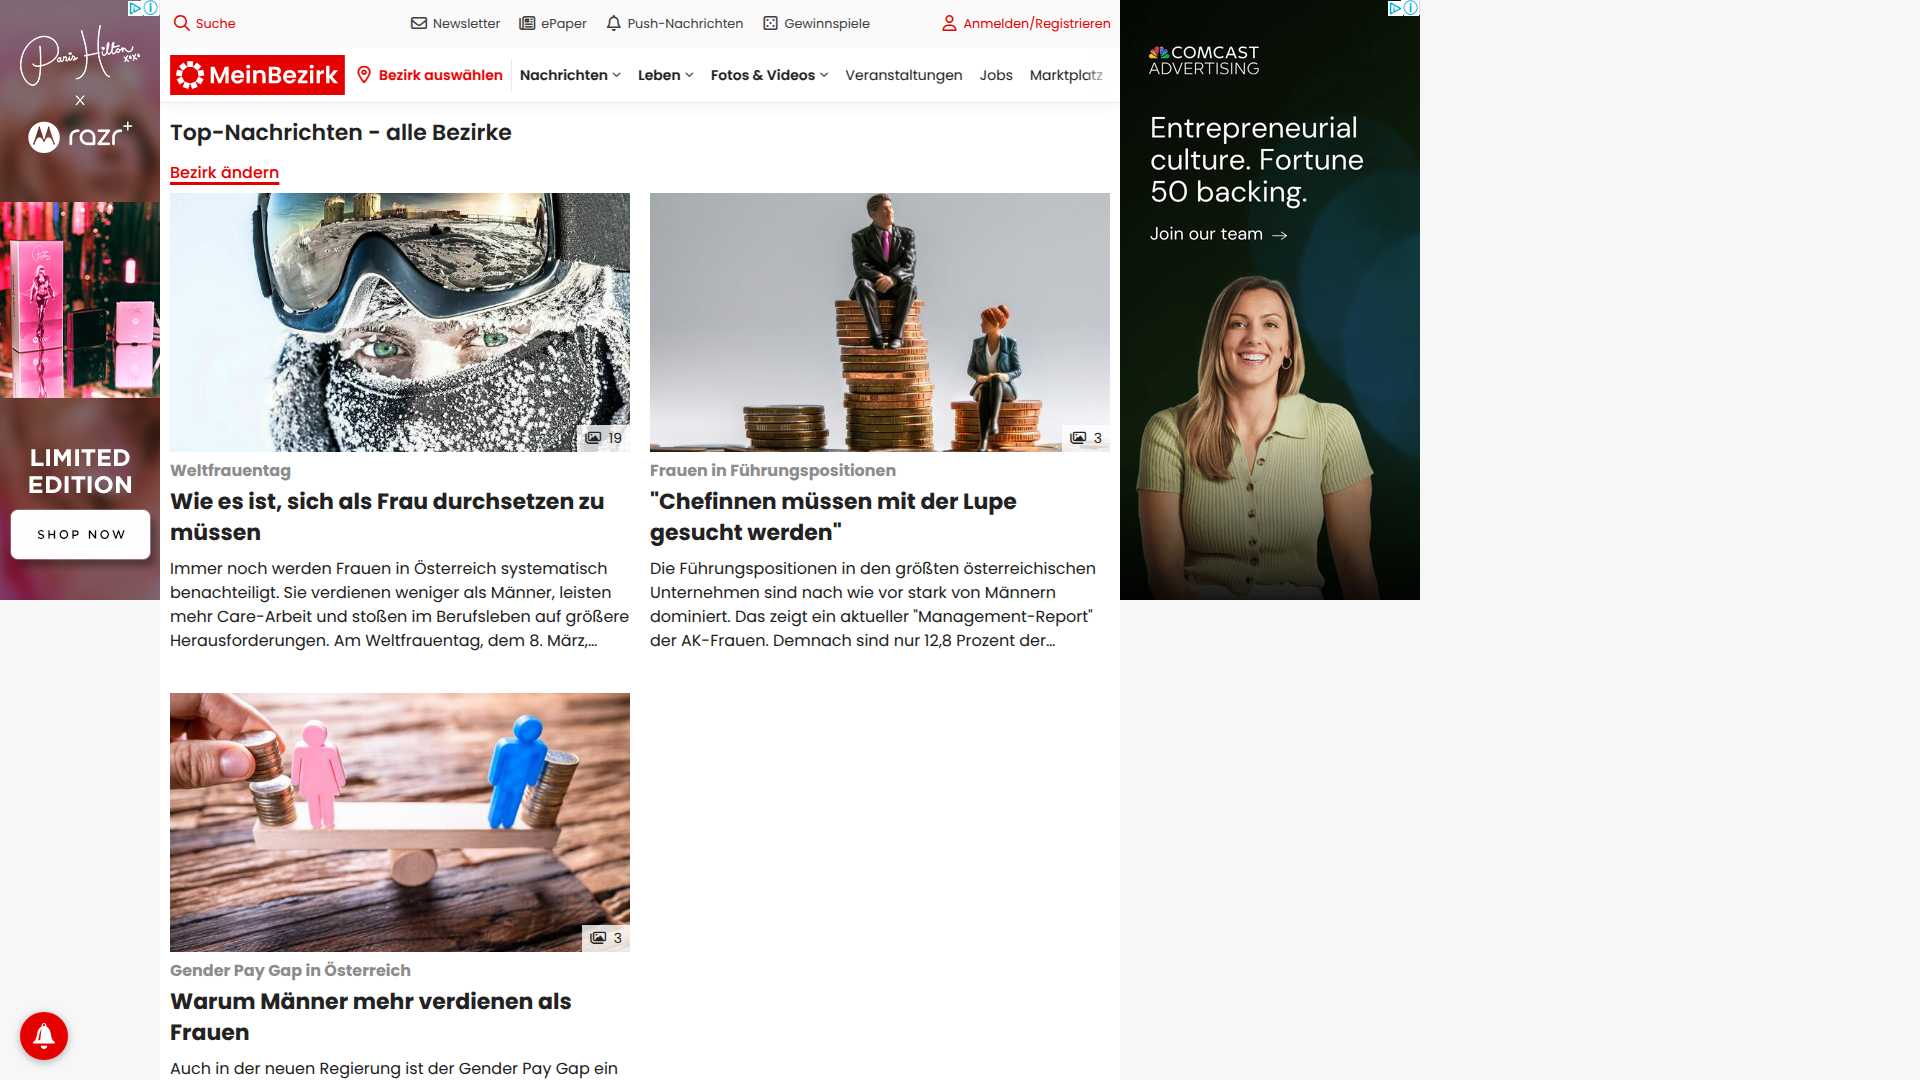 Suche
Newsletter
ePaper
Push-Nachrichten
Gewinnspiele
Anmelden/Registrieren
MeinBezirk
Bezirk auswählen
Nachrichten
Leben
Fotos & Videos
Veranstaltungen
Jobs
Marktplatz
Top-Nachrichten - alle Bezirke
Bezirk ändern
19
Weltfrauentag
Wie es ist, sich als Frau durchsetzen zu
müssen
Immer noch werden Frauen in Österreich systematisch
benachteiligt. Sie verdienen weniger als Männer, leisten
mehr Care-Arbeit und stoßen im Berufsleben auf größere
Herausforderungen. Am Weltfrauentag, dem 8. März,...
3
Frauen in Führungspositionen
"Chefinnen müssen mit der Lupe
gesucht werden"
Die Führungspositionen in den größten österreichischen
Unternehmen sind nach wie vor stark von Männern
dominiert. Das zeigt ein aktueller "Management-Report"
der AK-Frauen. Demnach sind nur 12,8 Prozent der...
3
Gender Pay Gap in Österreich
Warum Männer mehr verdienen als
Frauen
Auch in der neuen Regierung ist der Gender Pay Gap ein
Paris Hilton
xoxo
X
razr+
LIMITED
EDITION
SHOP NOW
COMCAST
ADVERTISING
Entrepreneurial
culture. Fortune
50 backing.
Join our team →